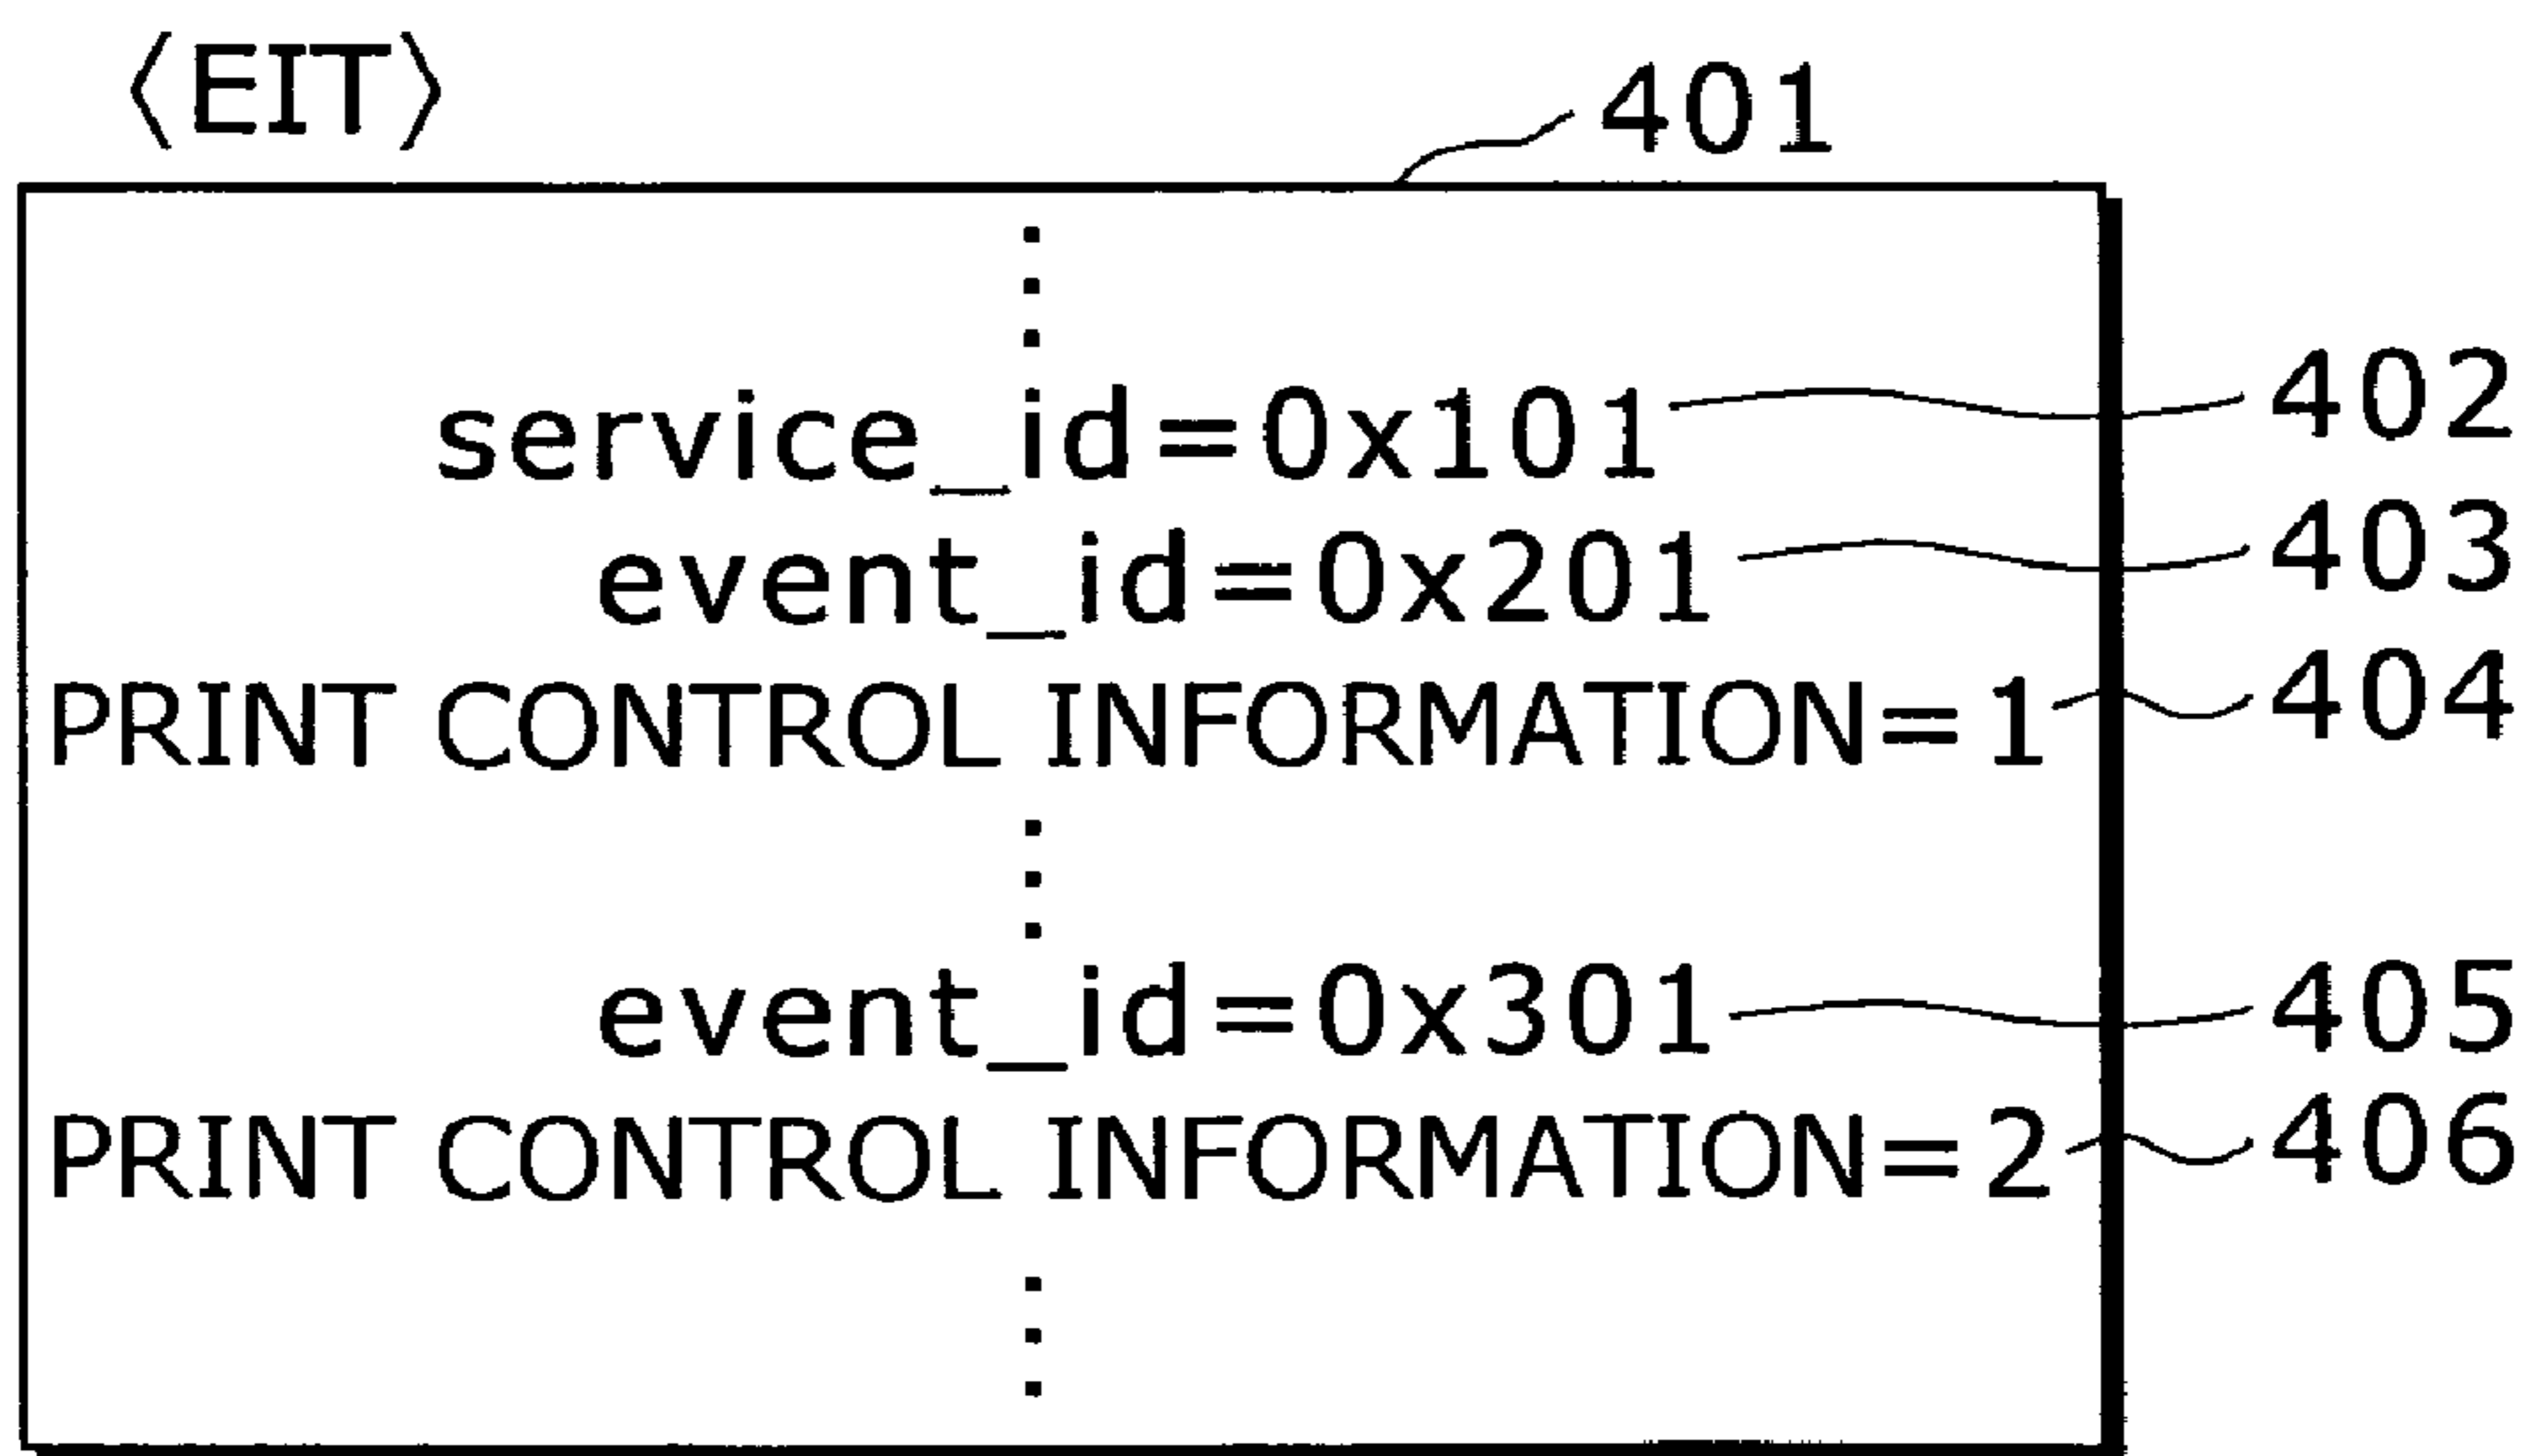 〈EIT〉
401
service_id=0x101 402
event_id=0x201 403
PRINT CONTROL INFORMATION=1 404
event_id=0x301 405
PRINT CONTROL INFORMATION=2 406